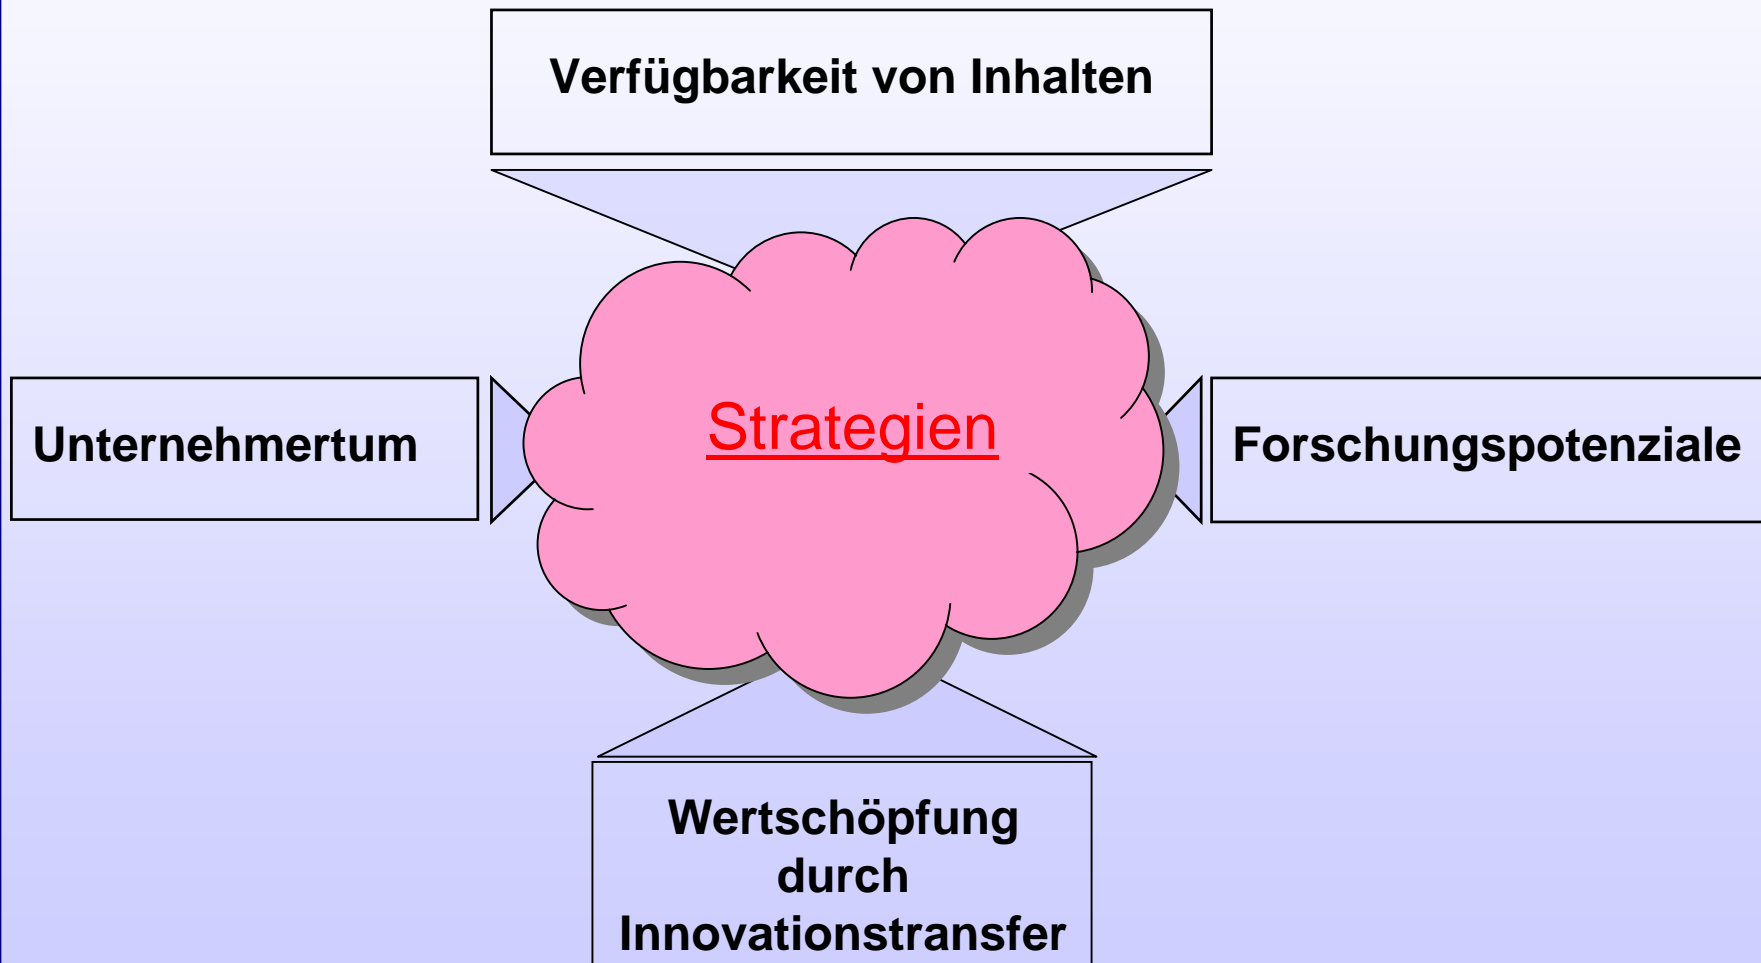 Verfügbarkeit von Inhalten
Unternehmertum
Strategien
Forschungspotenziale
Wertschöpfung
durch
Innovationstransfer